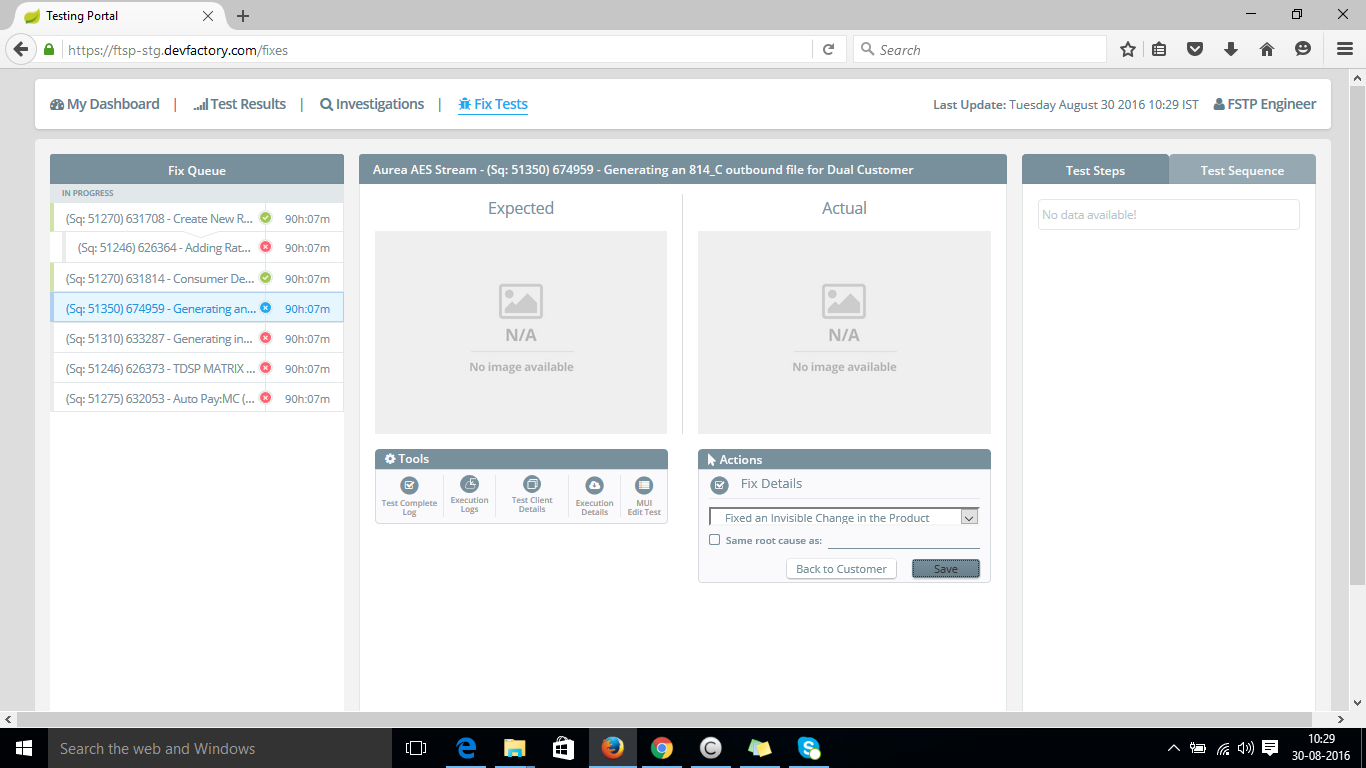 Testing Portal
https://ftsp-stg.devfactory.com/fixes
Search
My Dashboard | Test Results | Investigations | Fix Tests
Last Update: Tuesday August 30 2016 10:29 IST
FSTP Engineer
Fix Queue
IN PROGRESS
(Sq: 51270) 631708 - Create New R... 90h:07m
(Sq: 51246) 626364 - Adding Rat... 90h:07m
(Sq: 51270) 631814 - Consumer De... 90h:07m
(Sq: 51350) 674959 - Generating an... 90h:07m
(Sq: 51310) 633287 - Generating in... 90h:07m
(Sq: 51246) 626373 - TDSP MATRIX ... 90h:07m
(Sq: 51275) 632053 - Auto Pay:MC (... 90h:07m
Aurea AES Stream - (Sq: 51350) 674959 - Generating an 814_C outbound file for Dual Customer
Expected
N/A
No image available
Actual
N/A
No image available
Tools
Test Complete
Log
Execution
Logs
Test Client
Details
Execution
Details
MUI
Edit Test
Actions
Fix Details
Fixed an Invisible Change in the Product
Same root cause as:
Back to Customer
Save
Test Steps
Test Sequence
No data available!
Search the web and Windows
10:29
30-08-2016